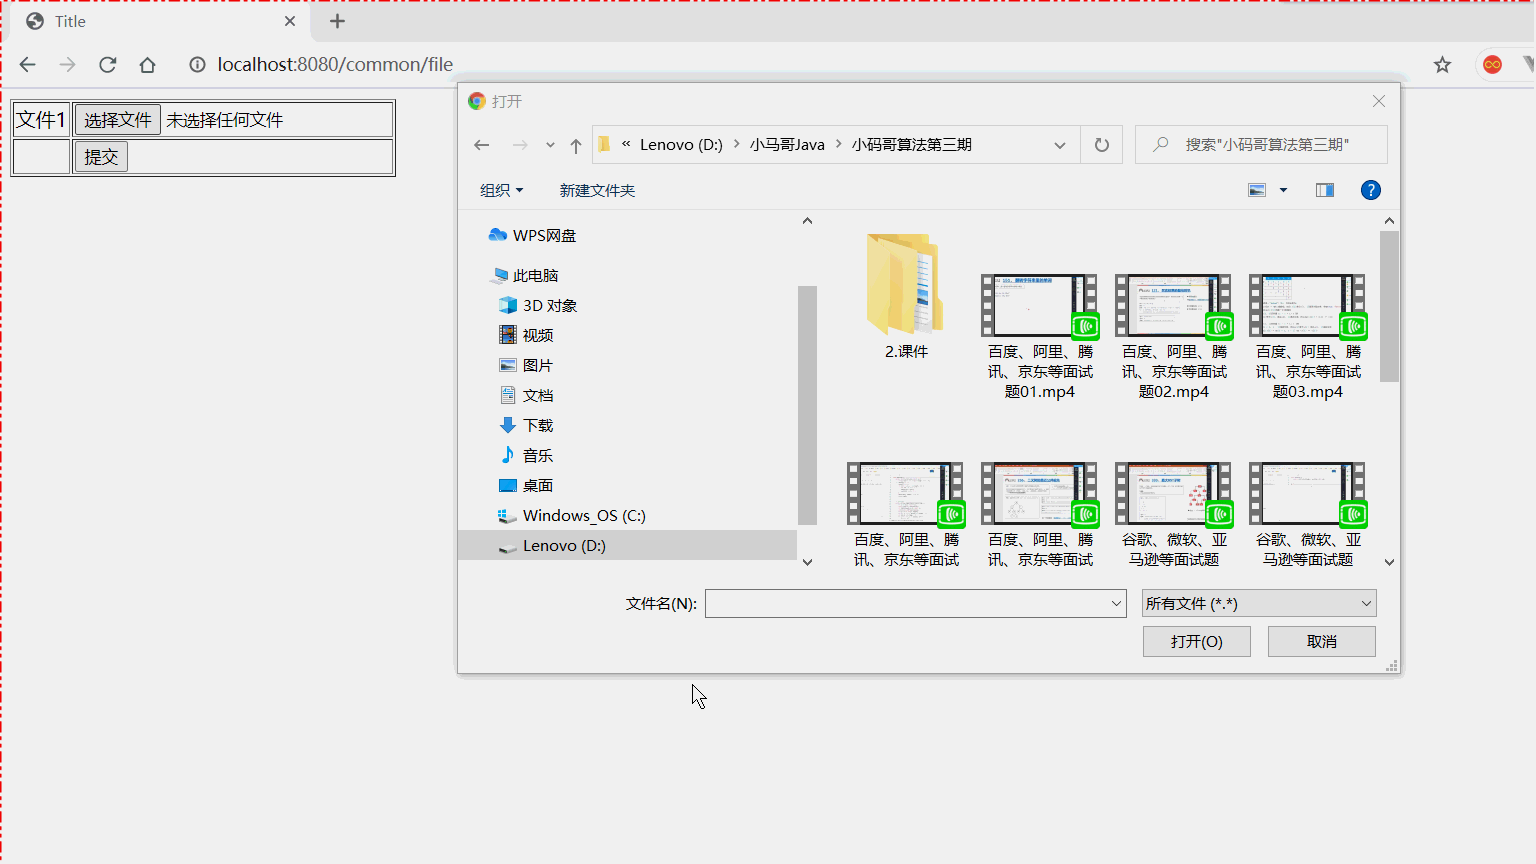 Title
localhost:8080/common/file
文件1 选择文件 未选择任何文件
提交
打开
« Lenovo (D:) 小马哥Java 小码哥算法第三期
搜索"小码哥算法第三期"
组织 新建文件夹
WPS网盘
此电脑
3D 对象
视频
图片
文档
下载
音乐
桌面
Windows_OS (C:)
Lenovo (D:)
2.课件
百度、阿里、腾
讯、京东等面试
题01.mp4
百度、阿里、腾
讯、京东等面试
题02.mp4
百度、阿里、腾
讯、京东等面试
题03.mp4
百度、阿里、腾
讯、京东等面试
百度、阿里、腾
讯、京东等面试
谷歌、微软、亚
马逊等面试题
谷歌、微软、亚
马逊等面试题
文件名(N):
所有文件 (*.*)
打开(O) 取消